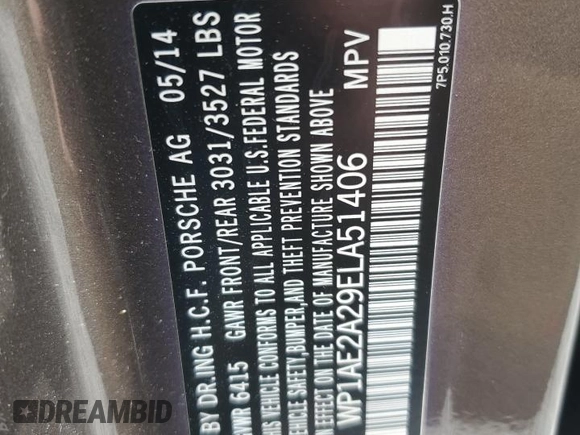 BY DR.ING H.C.F. PORSCHE AG 05/14
GVWR 6415 GAWR FRONT/REAR 3031/3527 LBS
THIS VEHICLE CONFORMS TO ALL APPLICABLE U.S.FEDERAL MOTOR
VEHICLE SAFETY,BUMPER,AND THEFT PREVENTION STANDARDS
IN EFFECT ON THE DATE OF MANUFACTURE SHOWN ABOVE
WP1AE2A29ELA51406 MPV
7P5.010.730.H
DREAMBID